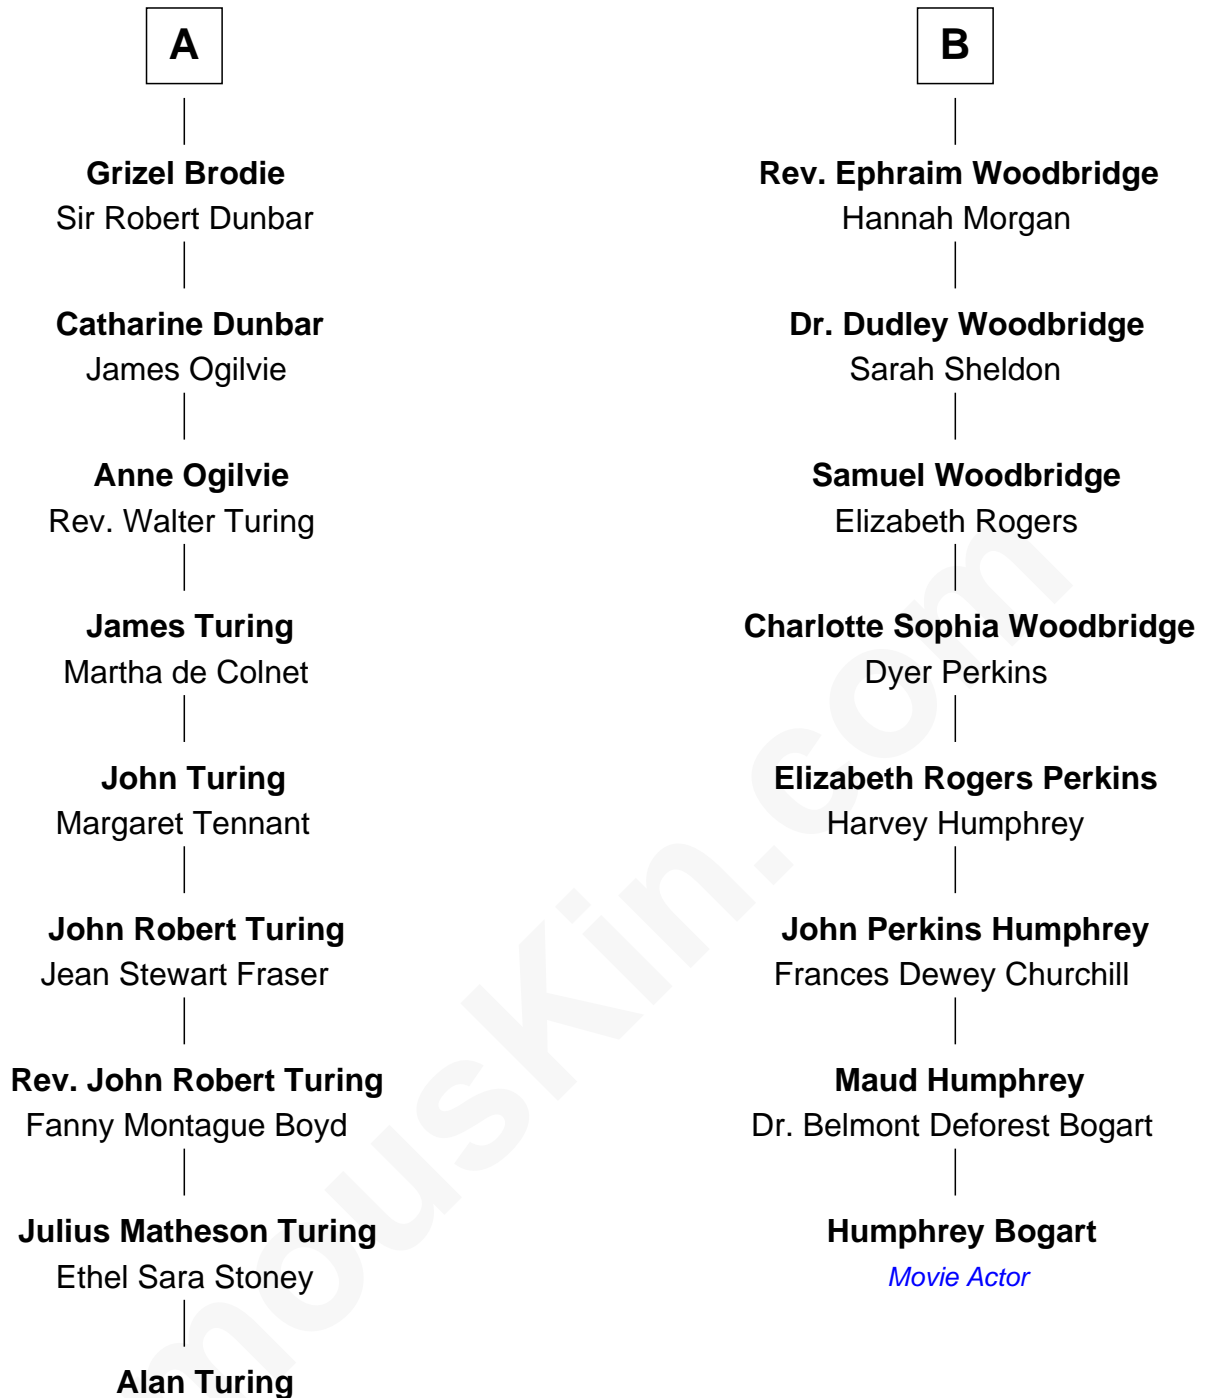 A
Grizel Brodie
Sir Robert Dunbar
Catharine Dunbar
James Ogilvie
Anne Ogilvie
Rev. Walter Turing
James Turing
Martha de Colnet
John Turing
Margaret Tennant
John Robert Turing
Jean Stewart Fraser
Rev. John Robert Turing
Fanny Montague Boyd
Julius Matheson Turing
Ethel Sara Stoney
Alan Turing
B
Rev. Ephraim Woodbridge
Hannah Morgan
Dr. Dudley Woodbridge
Sarah Sheldon
Samuel Woodbridge
Elizabeth Rogers
Charlotte Sophia Woodbridge
Dyer Perkins
Elizabeth Rogers Perkins
Harvey Humphrey
John Perkins Humphrey
Frances Dewey Churchill
Maud Humphrey
Dr. Belmont Deforest Bogart
Humphrey Bogart
Movie Actor
mousKin.com